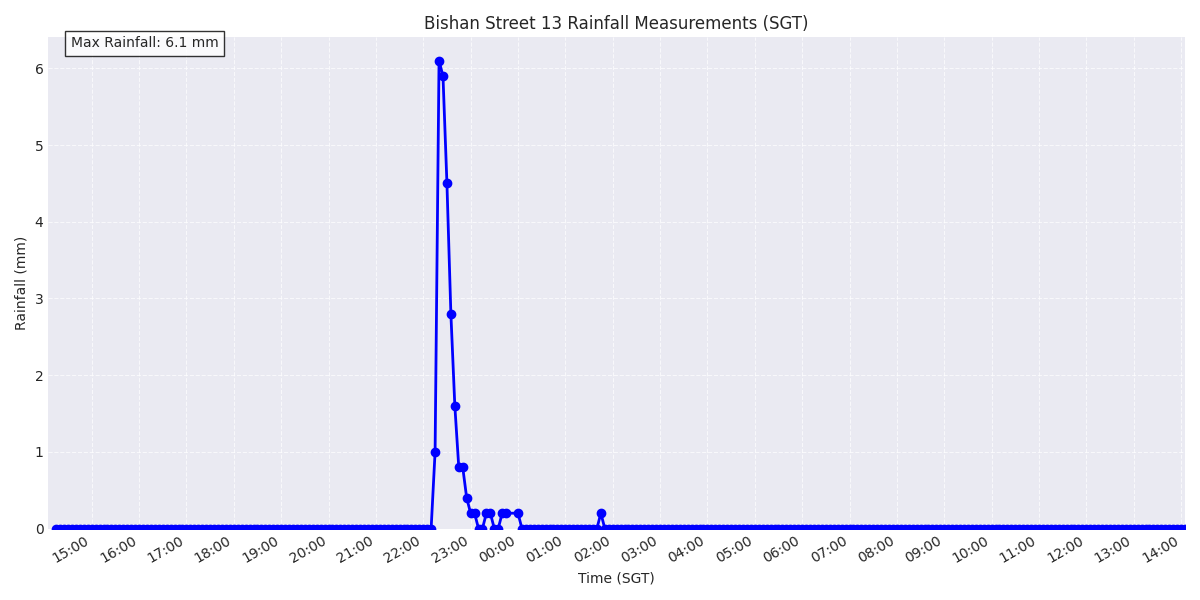 Bishan Street 13 Rainfall Measurements (SGT)
Max Rainfall: 6.1 mm
Rainfall (mm)
6
5
4
3
2
1
0
15:00 16:00 17:00 18:00 19:00 20:00 21:00 22:00 23:00 00:00 01:00 02:00 03:00 04:00 05:00 06:00 07:00 08:00 09:00 10:00 11:00 12:00 13:00 14:00
Time (SGT)